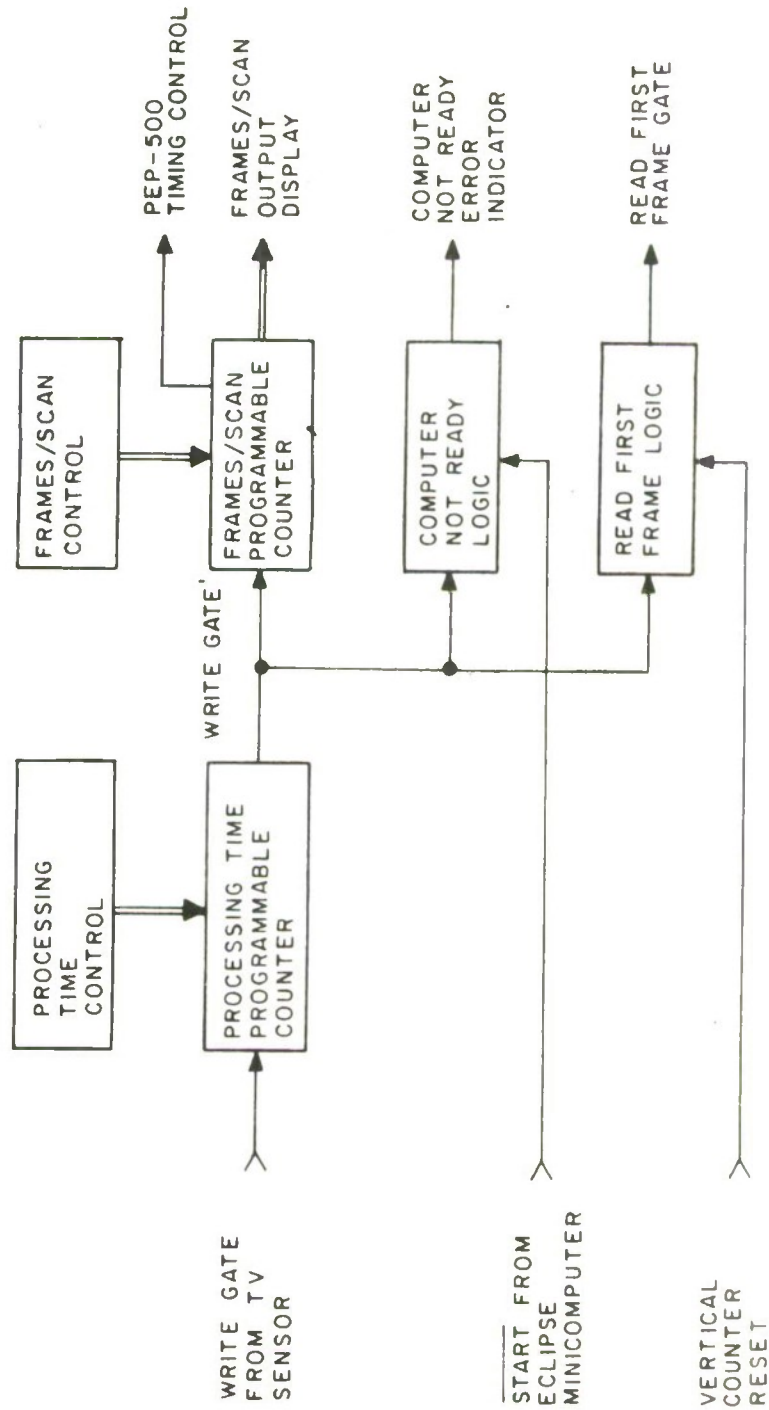 PROCESSING
TIME
CONTROL
FRAMES/SCAN
CONTROL
PEP-500
TIMING CONTROL
WRITE GATE
FROM TV
SENSOR
PROCESSING TIME
PROGRAMMABLE
COUNTER
WRITE GATE'
FRAMES/SCAN
PROGRAMMABLE
COUNTER
FRAMES/SCAN
OUTPUT
DISPLAY
START FROM
ECLIPSE
MINICOMPUTER
COMPUTER
NOT READY
LOGIC
COMPUTER
NOT READY
ERROR
INDICATOR
VERTICAL
COUNTER
RESET
READ FIRST
FRAME LOGIC
READ FIRST
FRAME GATE